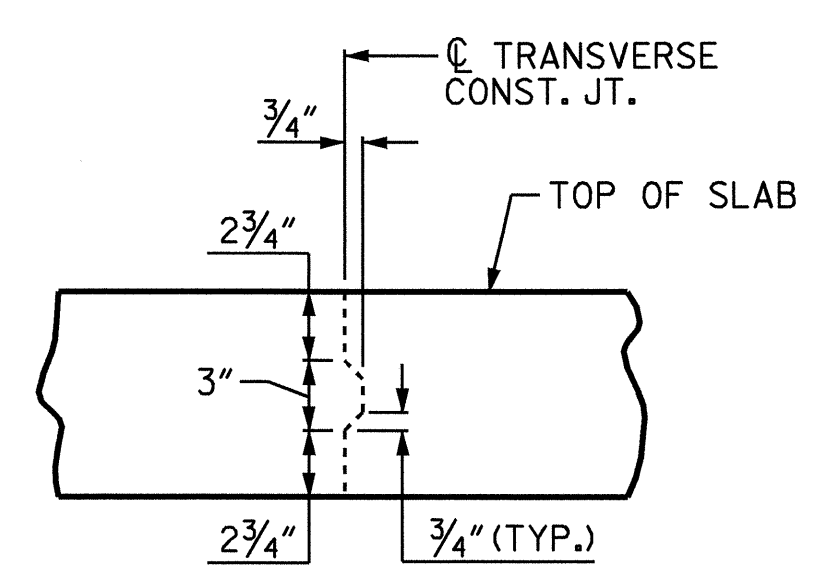 ℄ TRANSVERSE
CONST. JT.
3/4"
TOP OF SLAB
2 3/4"
3"
2 3/4"
3/4" (TYP.)